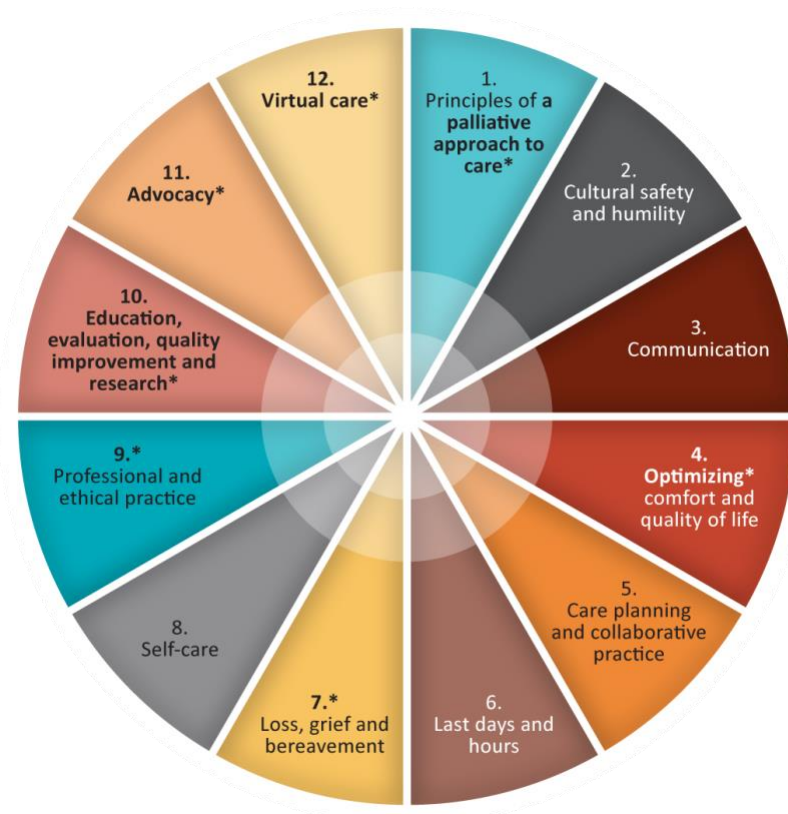 1.
Principles of a
palliative
approach to
care*
2.
Cultural safety
and humility
3.
Communication
4.
Optimizing*
comfort and
quality of life
5.
Care planning
and collaborative
practice
6.
Last days and
hours
7.*
Loss, grief and
bereavement
8.
Self-care
9.*
Professional and
ethical practice
10.
Education,
evaluation, quality
improvement and
research*
11.
Advocacy*
12.
Virtual care*